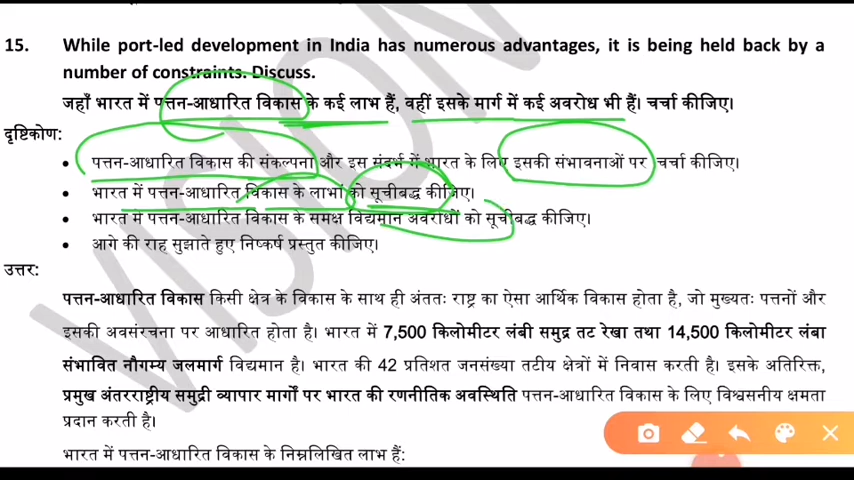 15. While port-led development in India has numerous advantages, it is being held back by a
number of constraints. Discuss.
जहाँ भारत में पत्तन-आधारित विकास के कई लाभ हैं, वहीं इसके मार्ग में कई अवरोध भी हैं। चर्चा कीजिए।
दृष्टिकोण:
• पत्तन-आधारित विकास की संकल्पना और इस संदर्भ में भारत के लिए इसकी संभावनाओं पर चर्चा कीजिए।
• भारत में पत्तन-आधारित विकास के लाभों को सूचीबद्ध कीजिए।
• भारत में पत्तन-आधारित विकास के समक्ष विद्यमान अवरोधों को सूचीबद्ध कीजिए।
• आगे की राह सुझाते हुए निष्कर्ष प्रस्तुत कीजिए।
उत्तर:
पत्तन-आधारित विकास किसी क्षेत्र के विकास के साथ ही अंततः राष्ट्र का ऐसा आर्थिक विकास होता है, जो मुख्यतः पत्तनों और
इसकी अवसंरचना पर आधारित होता है। भारत में 7,500 किलोमीटर लंबी समुद्र तट रेखा तथा 14,500 किलोमीटर लंबा
संभावित नौगम्य जलमार्ग विद्यमान है। भारत की 42 प्रतिशत जनसंख्या तटीय क्षेत्रों में निवास करती है। इसके अतिरिक्त,
प्रमुख अंतरराष्ट्रीय समुद्री व्यापार मार्गों पर भारत की रणनीतिक अवस्थिति पत्तन-आधारित विकास के लिए विश्वसनीय क्षमता
प्रदान करती है।
भारत में पत्तन-आधारित विकास के निम्नलिखित लाभ हैं:
VISION